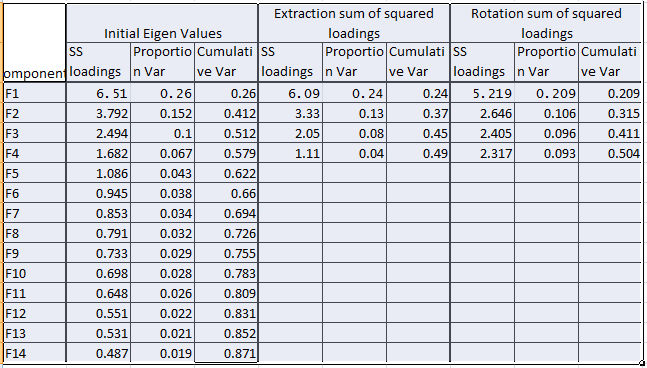 Initial Eigen Values Extraction sum of squared loadings Rotation sum of squared loadings
omponent SS loadings Proportio n Var Cumulati ve Var SS loadings Proportio n Var Cumulati ve Var SS loadings Proportio n Var Cumulati ve Var
F1 6.51 0.26 0.26 6.09 0.24 0.24 5.219 0.209 0.209
F2 3.792 0.152 0.412 3.33 0.13 0.37 2.646 0.106 0.315
F3 2.494 0.1 0.512 2.05 0.08 0.45 2.405 0.096 0.411
F4 1.682 0.067 0.579 1.11 0.04 0.49 2.317 0.093 0.504
F5 1.086 0.043 0.622
F6 0.945 0.038 0.66
F7 0.853 0.034 0.694
F8 0.791 0.032 0.726
F9 0.733 0.029 0.755
F10 0.698 0.028 0.783
F11 0.648 0.026 0.809
F12 0.551 0.022 0.831
F13 0.531 0.021 0.852
F14 0.487 0.019 0.871